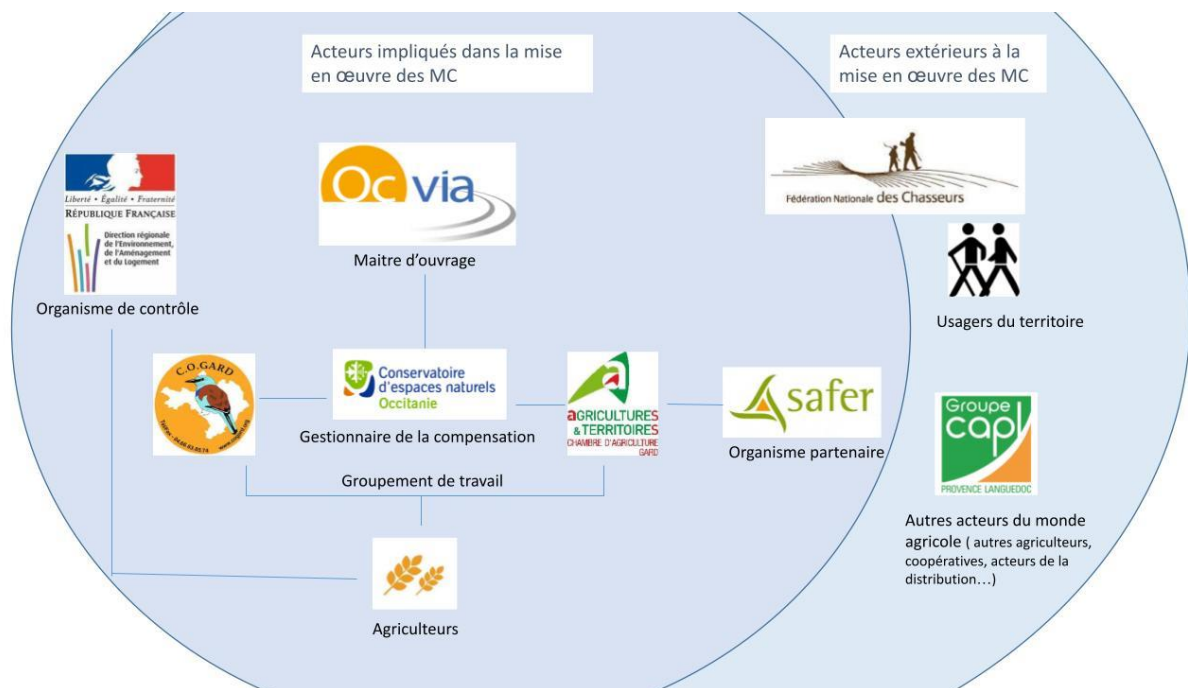 Acteurs impliqués dans la mise
en œuvre des MC
Acteurs extérieurs à la
mise en œuvre des MC
Liberté • Égalité • Fraternité
RÉPUBLIQUE FRANÇAISE
Direction régionale
de l'Environnement,
de l'Aménagement
et du Logement
Organisme de contrôle
Oc via
Maitre d'ouvrage
Fédération Nationale des Chasseurs
Usagers du territoire
C.O.GARD
www.cogard.org
Conservatoire
d'espaces naturels
Occitanie
Gestionnaire de la compensation
AGRICULTURES
& TERRITOIRES
CHAMBRE D'AGRICULTURE
GARD
safer
Organisme partenaire
Groupe
capl
PROVENCE LANGUEDOC
Groupement de travail
Autres acteurs du monde
agricole ( autres agriculteurs,
coopératives, acteurs de la
distribution…)
Agriculteurs